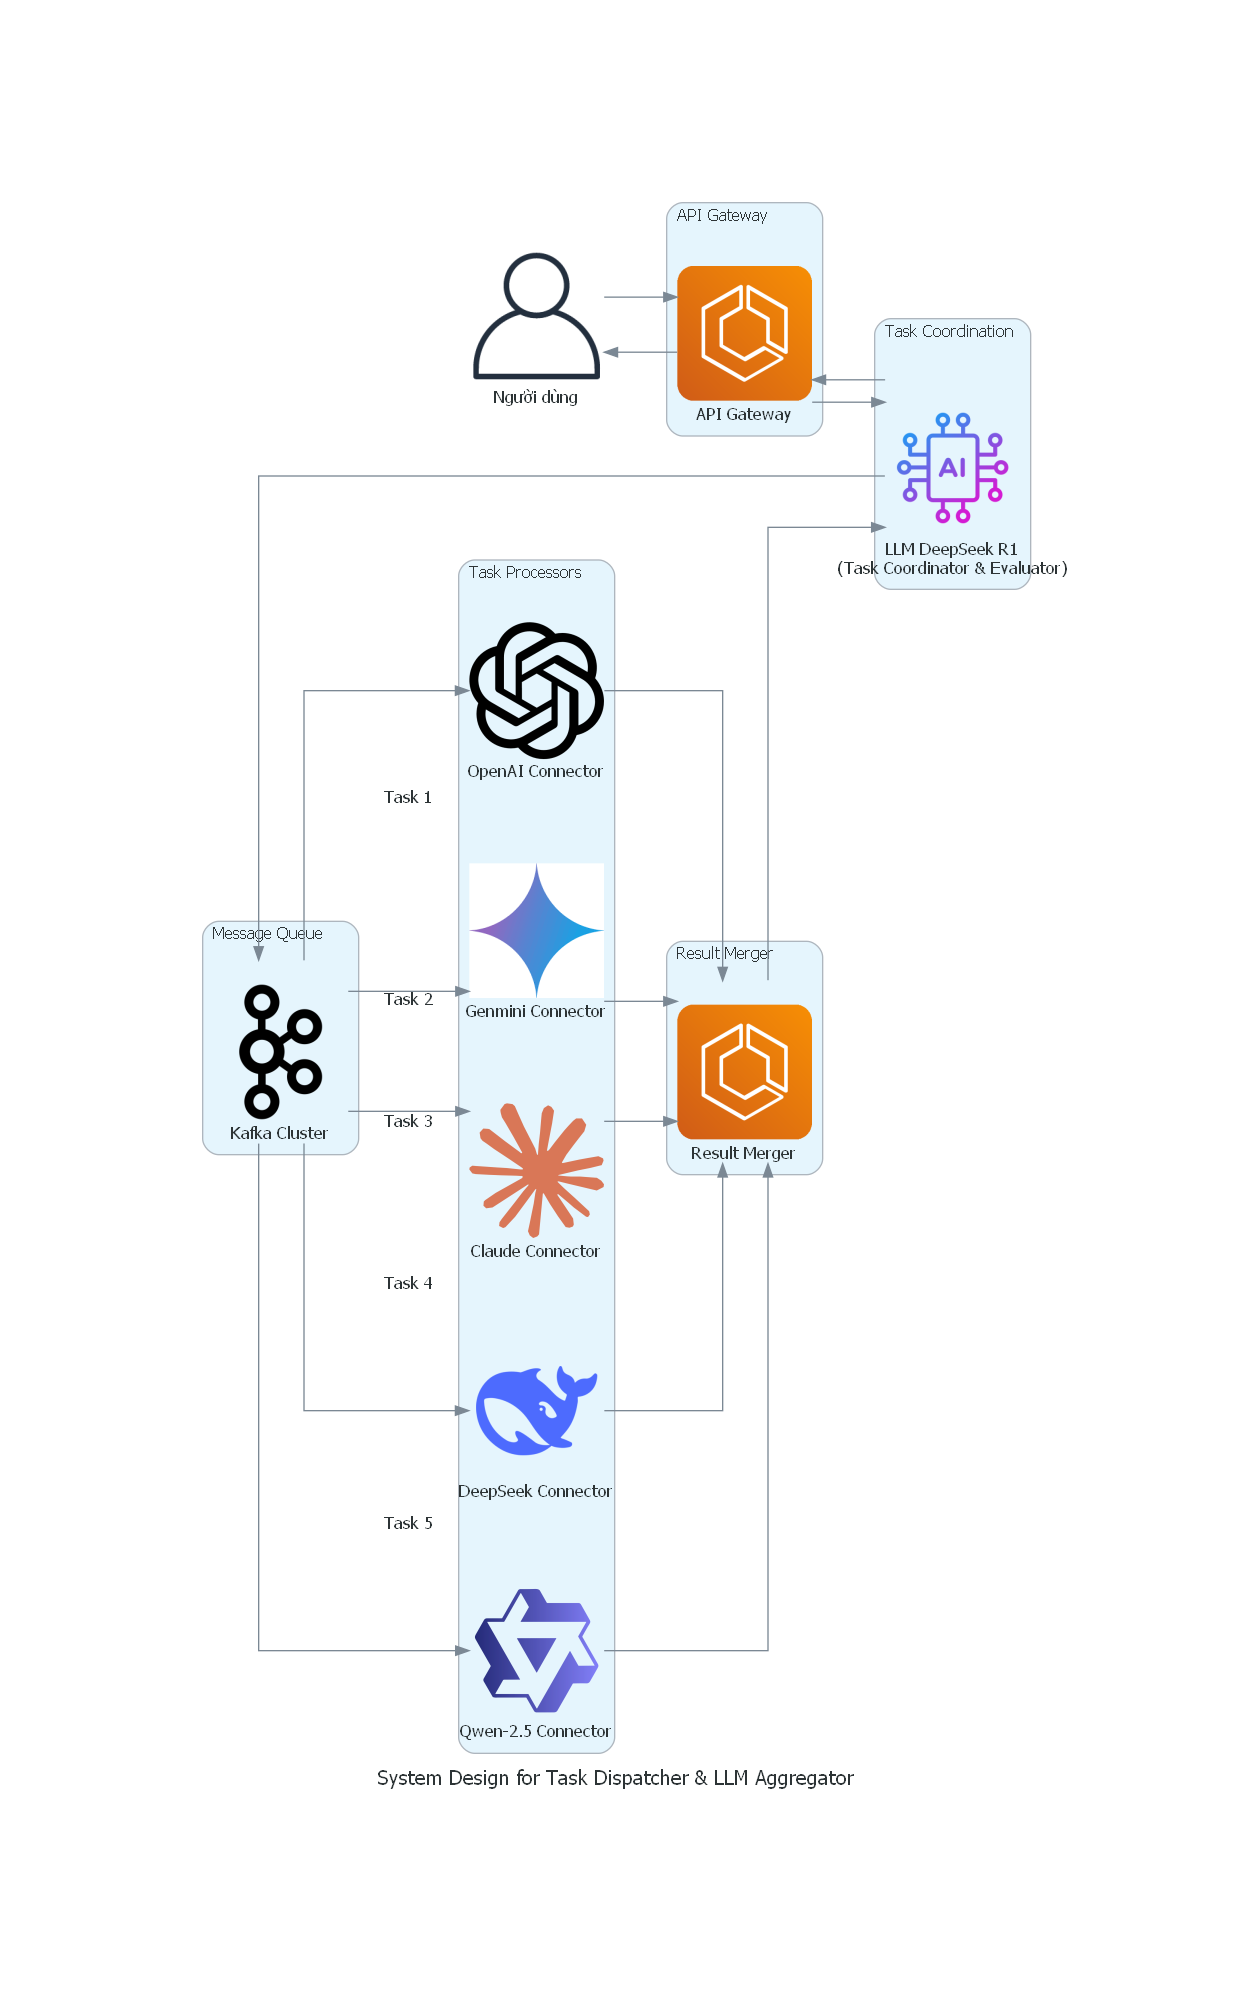 API Gateway
Người dùng
API Gateway
Task Coordination
AI
LLM DeepSeek R1
(Task Coordinator & Evaluator)
Task Processors
OpenAI Connector
Task 1
Message Queue
Kafka Cluster
Task 2
Genmini Connector
Result Merger
Result Merger
Task 3
Claude Connector
Task 4
DeepSeek Connector
Task 5
Qwen-2.5 Connector
System Design for Task Dispatcher & LLM Aggregator